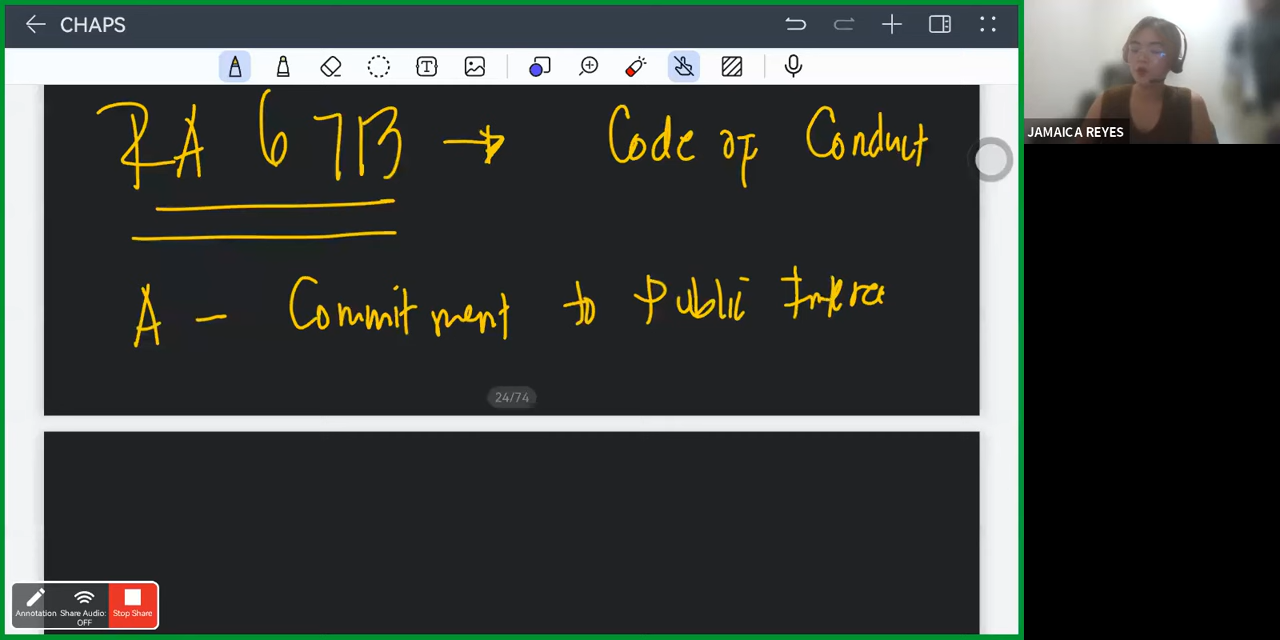 CHAPS
JAMAICA REYES
RA 6713 → Code of Conduct
A - Commitment to Public
24/74
Annotation
Share Audio: OFF
Stop Share